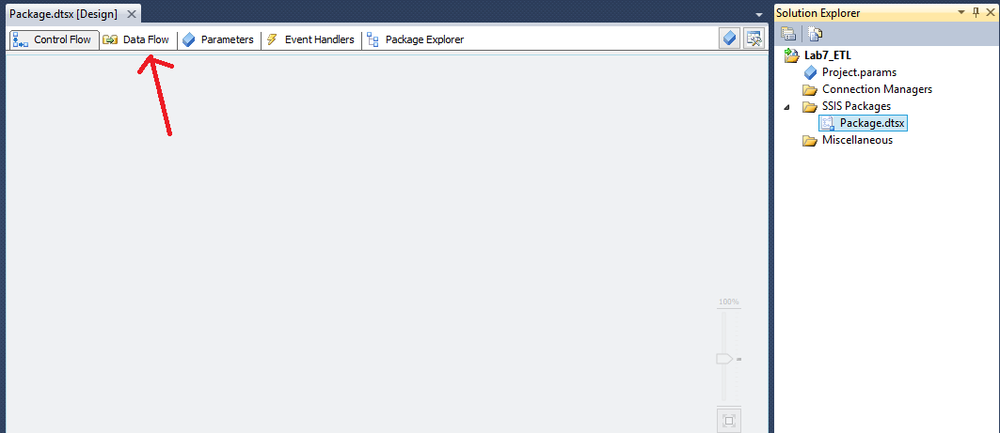 Package.dtsx [Design]
Control Flow Data Flow Parameters Event Handlers Package Explorer
100%
Solution Explorer
Lab7_ETL
Project.params
Connection Managers
SSIS Packages
Package.dtsx
Miscellaneous